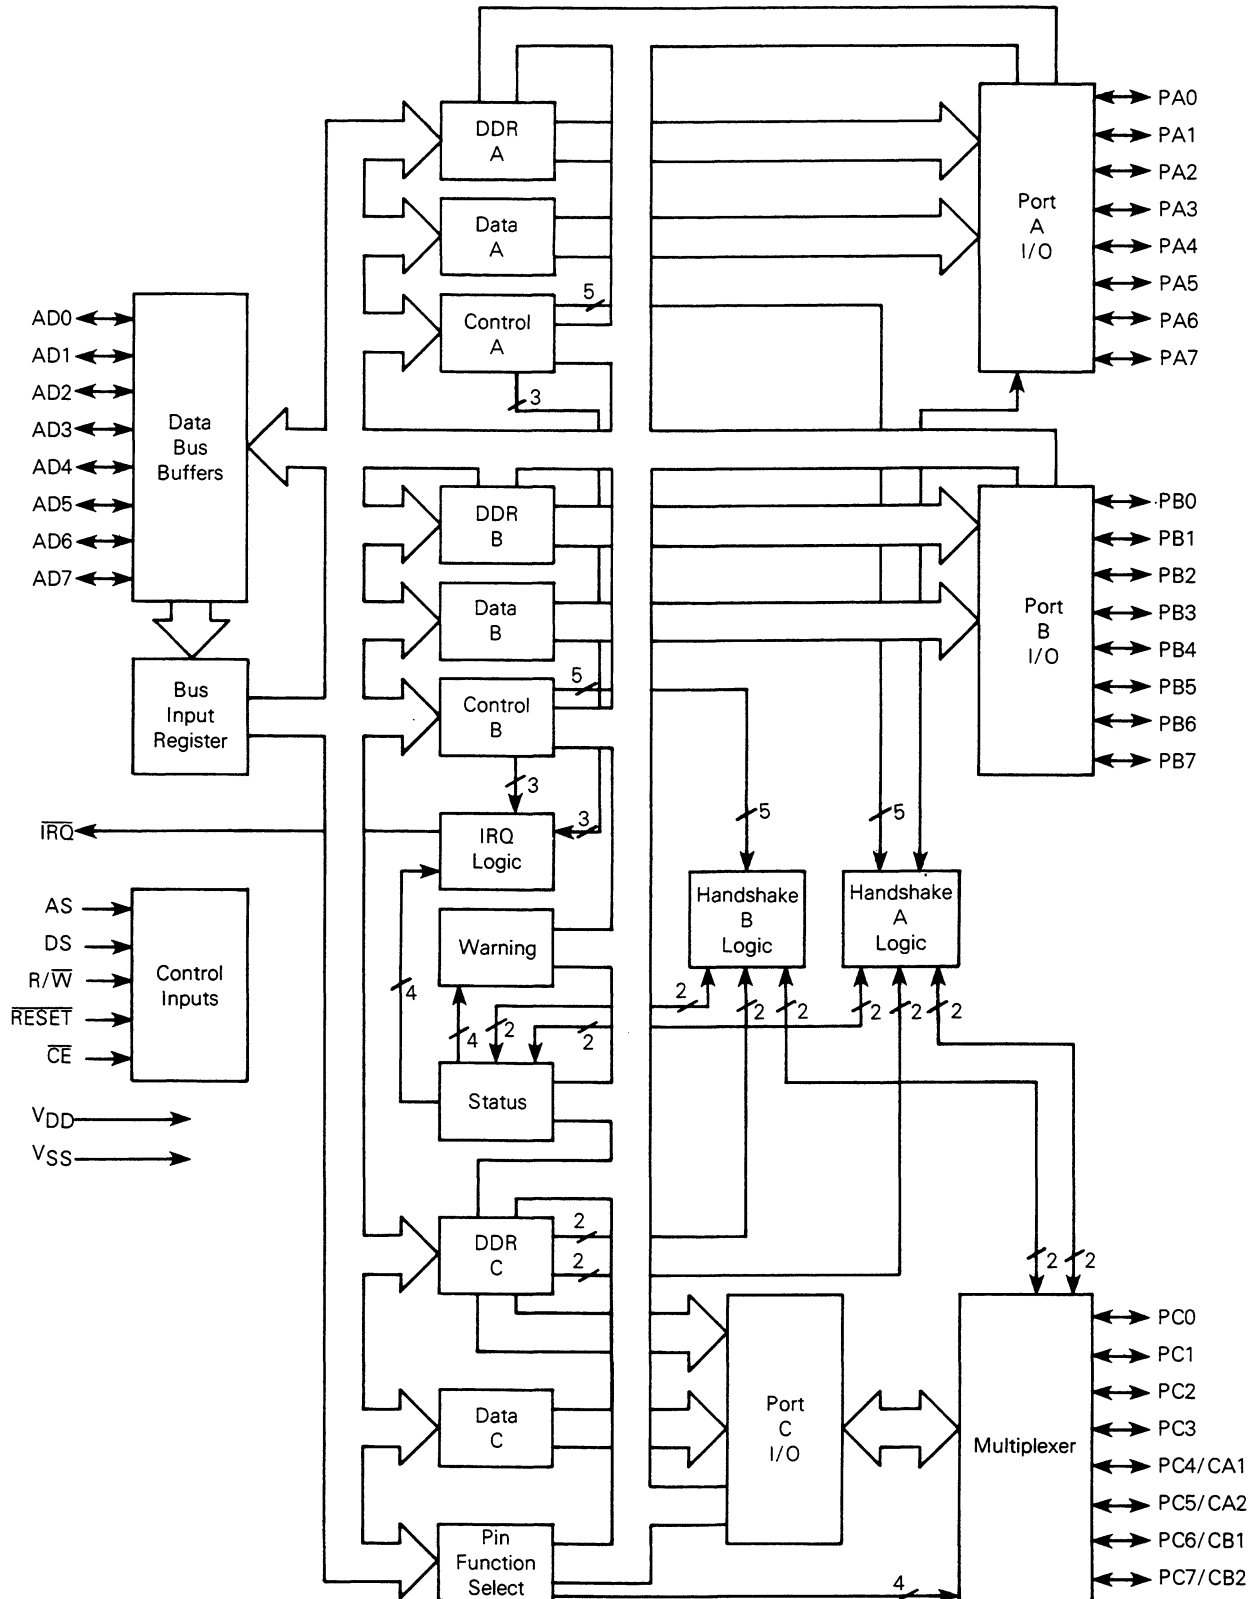 DDR
A
Data
A
Control
A
5
3
Port
A
I/O
PA0
PA1
PA2
PA3
PA4
PA5
PA6
PA7
AD0
AD1
AD2
AD3
AD4
AD5
AD6
AD7
Data
Bus
Buffers
Bus
Input
Register
DDR
B
Data
B
Control
B
5
3
3
Port
B
I/O
PB0
PB1
PB2
PB3
PB4
PB5
PB6
PB7
IRQ
IRQ
Logic
5
5
Handshake
B
Logic
Handshake
A
Logic
AS
DS
R/W
RESET
CE
Control
Inputs
VDD
VSS
Warning
4
4
2
2
2
2
2
2
2
2
Status
DDR
C
2
2
2
2
Data
C
Port
C
I/O
Multiplexer
PC0
PC1
PC2
PC3
PC4/CA1
PC5/CA2
PC6/CB1
PC7/CB2
Pin
Function
Select
4